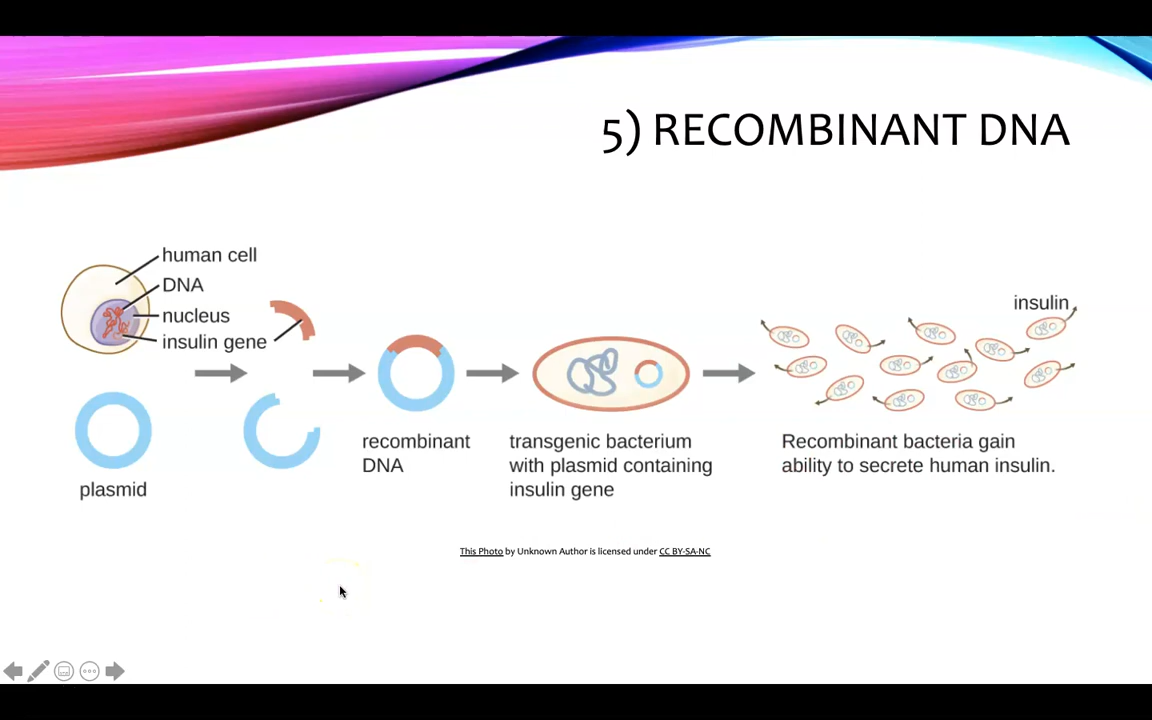 5) RECOMBINANT DNA
human cell
DNA
nucleus
insulin gene
plasmid
recombinant
DNA
transgenic bacterium
with plasmid containing
insulin gene
insulin
Recombinant bacteria gain
ability to secrete human insulin.
This Photo by Unknown Author is licensed under CC BY-SA-NC